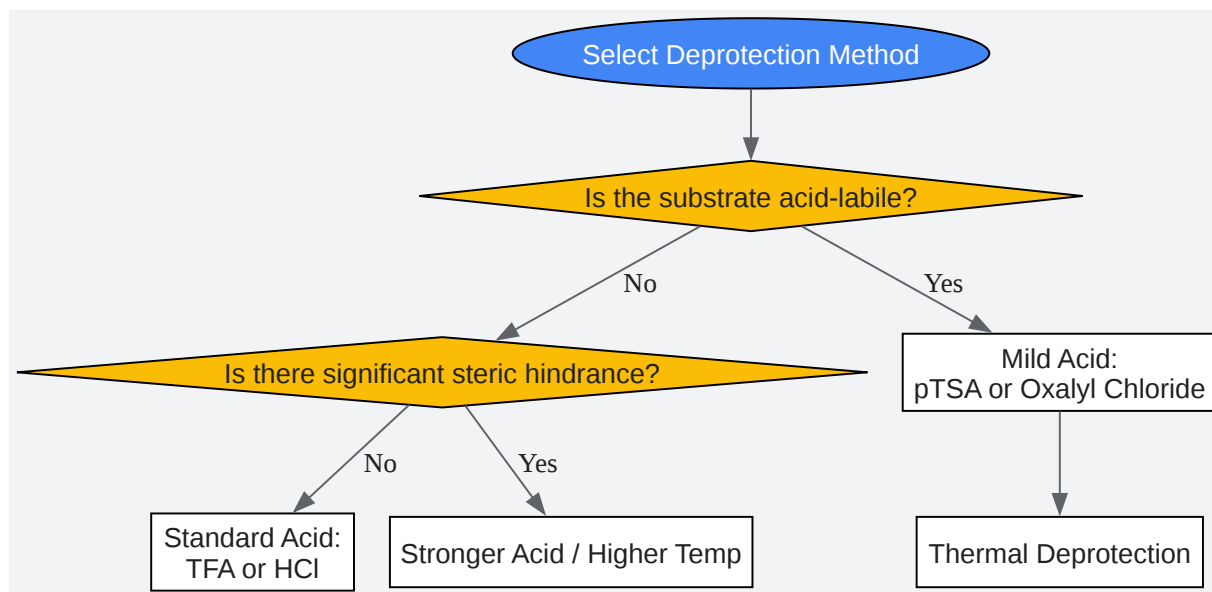 Select Deprotection Method
Is the substrate acid-labile?
No
Yes
Is there significant steric hindrance?
Mild Acid:
pTSA or Oxalyl Chloride
No
Yes
Standard Acid:
TFA or HCl
Stronger Acid / Higher Temp
Thermal Deprotection